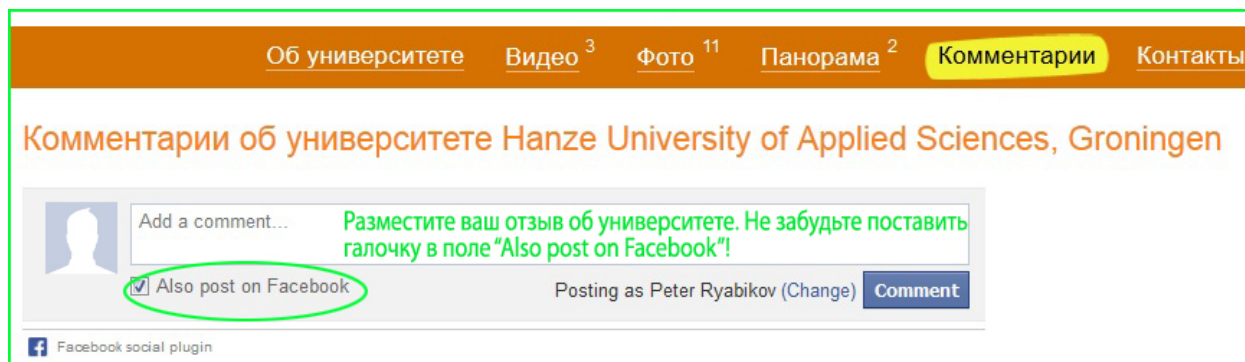 Об университете Видео 3 Фото 11 Панорама 2 Комментарии Контакты
Комментарии об университете Hanze University of Applied Sciences, Groningen
Add a comment... Разместите ваш отзыв об университете. Не забудьте поставить
галочку в поле "Also post on Facebook"!
Also post on Facebook Posting as Peter Ryabikov (Change) Comment
Facebook social plugin